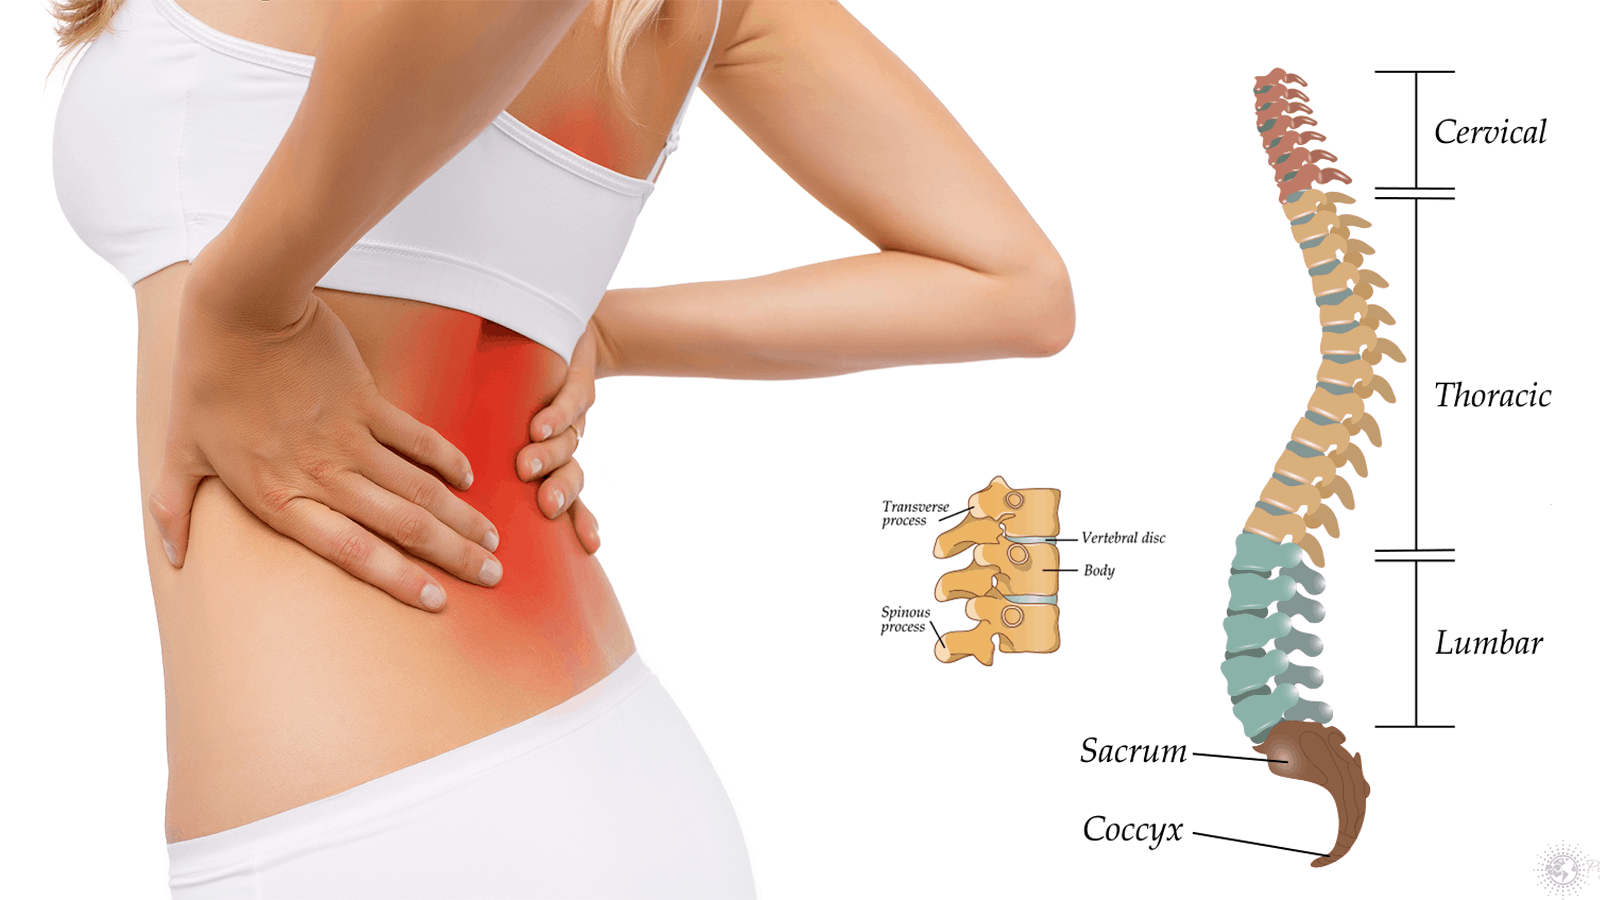 Cervical
Thoracic
Transverse
process
Vertebral disc
Body
Spinous
process
Lumbar
Sacrum
Coccyx